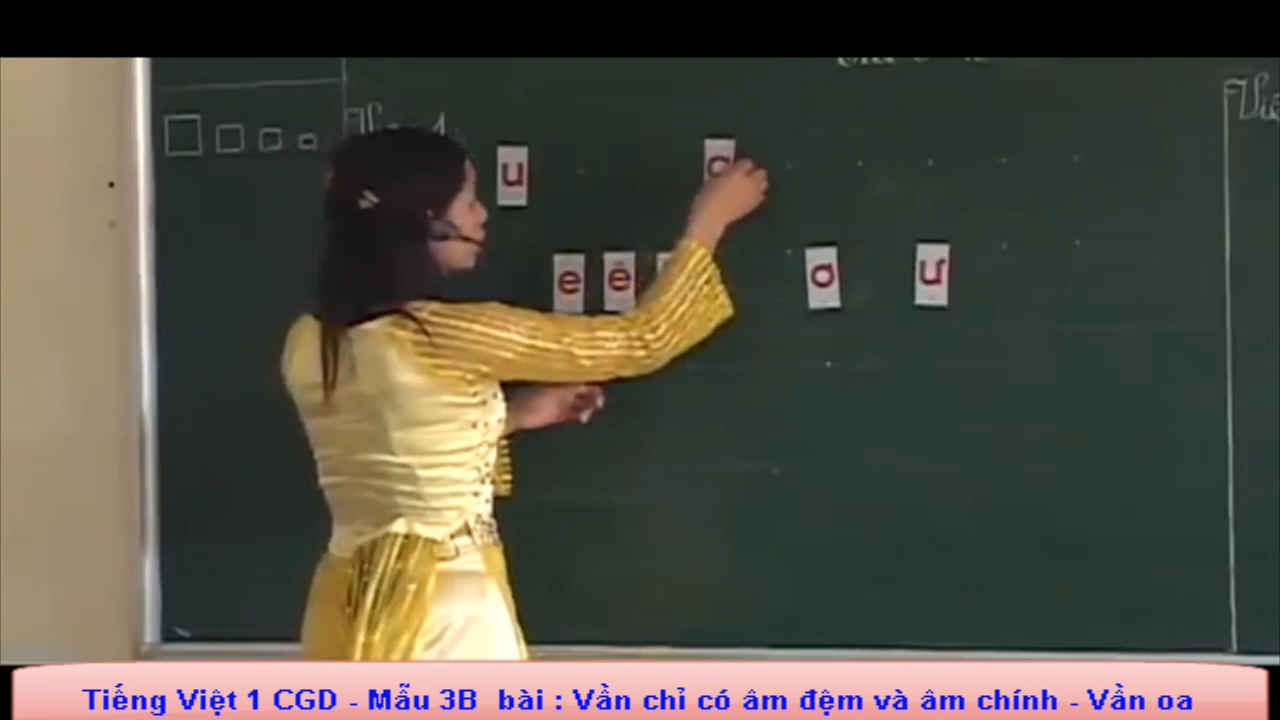 u
e ê ơ ư
Tiếng Việt 1 CGD - Mẫu 3B bài : Vần chỉ có âm đệm và âm chính - Vần oa